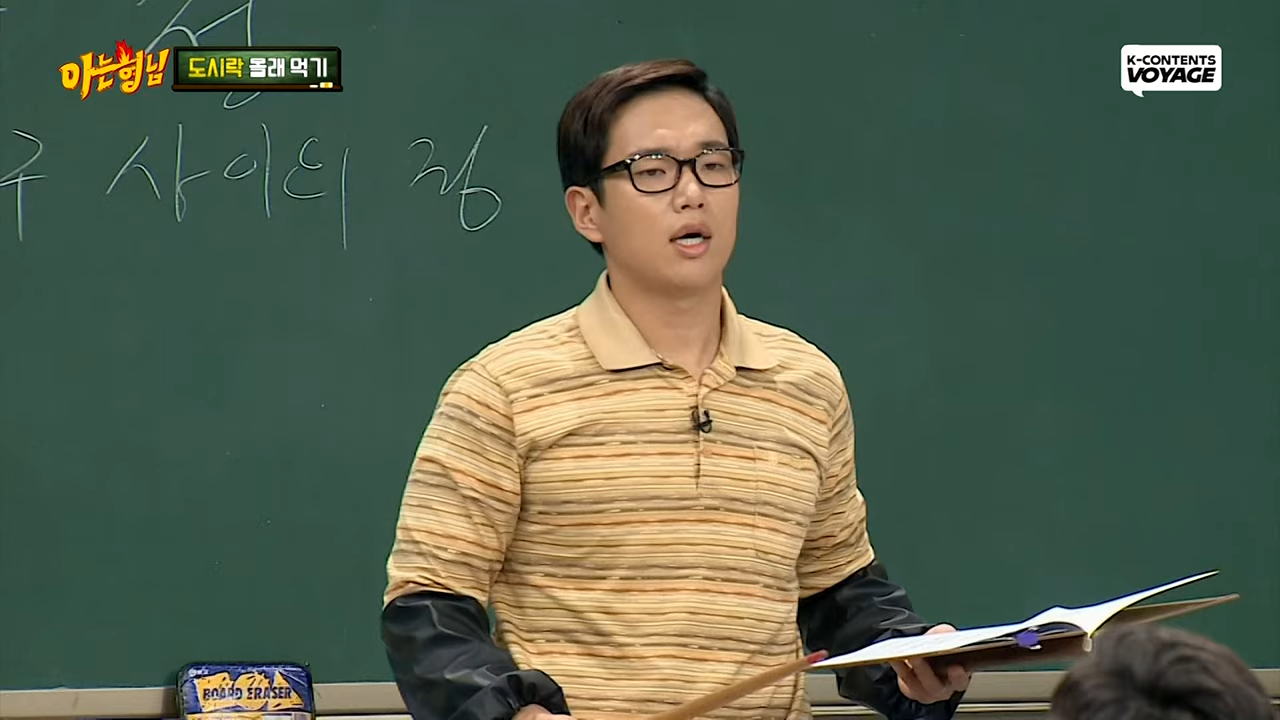 아는형님
도시락 몰래 먹기
K-CONTENTS
VOYAGE
구 사이의 정
BOARD ERASER